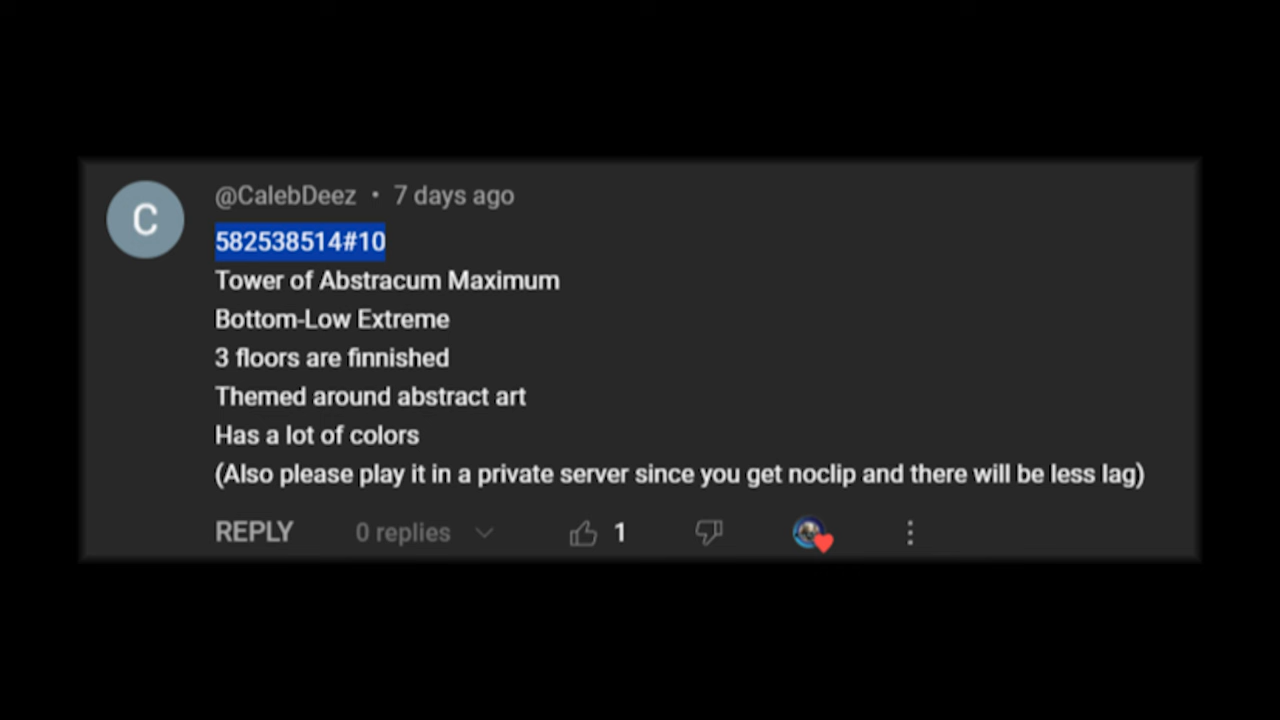 C
@CalebDeez • 7 days ago
582538514#10
Tower of Abstracum Maximum
Bottom-Low Extreme
3 floors are finnished
Themed around abstract art
Has a lot of colors
(Also please play it in a private server since you get noclip and there will be less lag)
REPLY 0 replies 1